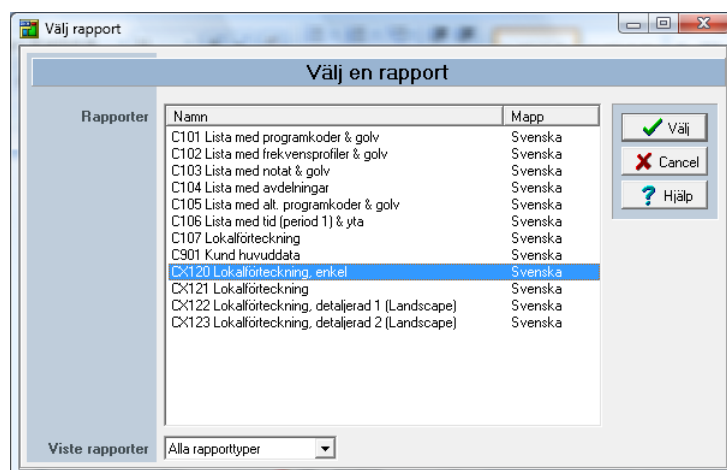 Välj rapport
Välj en rapport
Rapporter
Namn Mapp
C101 Lista med programkoder & golv Svenska
C102 Lista med frekvensprofiler & golv Svenska
C103 Lista med notat & golv Svenska
C104 Lista med avdelningar Svenska
C105 Lista med alt. programkoder & golv Svenska
C106 Lista med tid (period 1) & yta Svenska
C107 Lokalförteckning Svenska
C901 Kund huvuddata Svenska
CX120 Lokalförteckning, enkel Svenska
CX121 Lokalförteckning Svenska
CX122 Lokalförteckning, detaljerad 1 (Landscape) Svenska
CX123 Lokalförteckning, detaljerad 2 (Landscape) Svenska
Välj
Cancel
Hjälp
Viste rapporter Alla rapporttyper